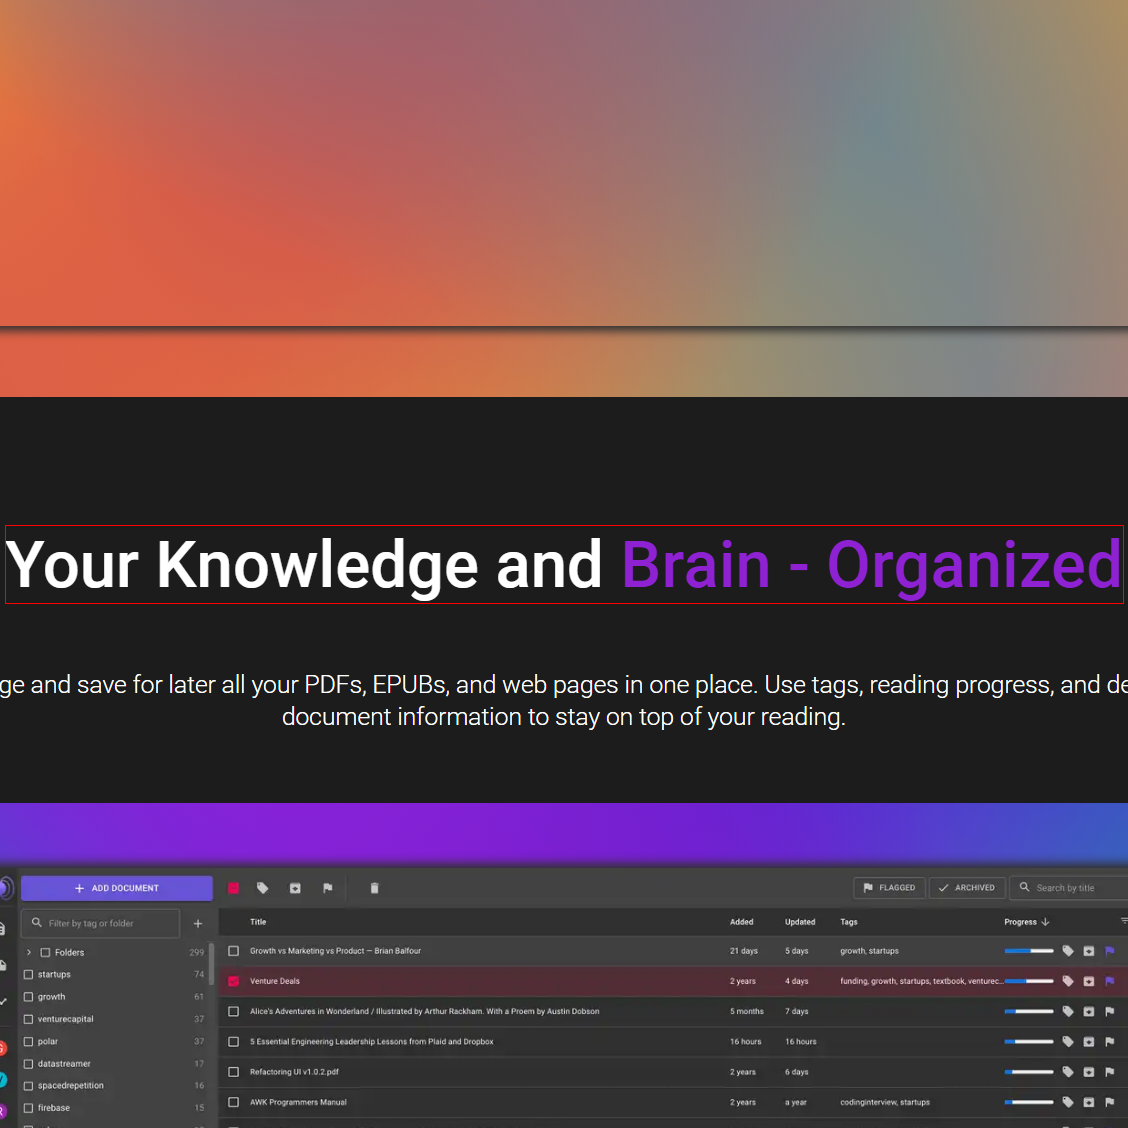 Your Knowledge and Brain - Organized
ge and save for later all your PDFs, EPUBs, and web pages in one place. Use tags, reading progress, and de
document information to stay on top of your reading.
+ ADD DOCUMENT
FLAGGED
ARCHIVED
Search by title
Filter by tag or folder +
Title Added Updated Tags Progress
Folders 299
Growth vs Marketing vs Product — Brian Balfour 21 days 5 days growth, startups
startups 74
Venture Deals 2 years 4 days funding, growth, startups, textbook, venturec...
growth 61
Alice's Adventures in Wonderland / Illustrated by Arthur Rackham. With a Proem by Austin Dobson 5 months 7 days
venturecapital 37
polar 37
5 Essential Engineering Leadership Lessons from Plaid and Dropbox 16 hours 16 hours
datastreamer 17
Refactoring UI v1.0.2.pdf 2 years 6 days
spacedrepetition 16
AWK Programmers Manual 2 years a year codinginterview, startups
firebase 15